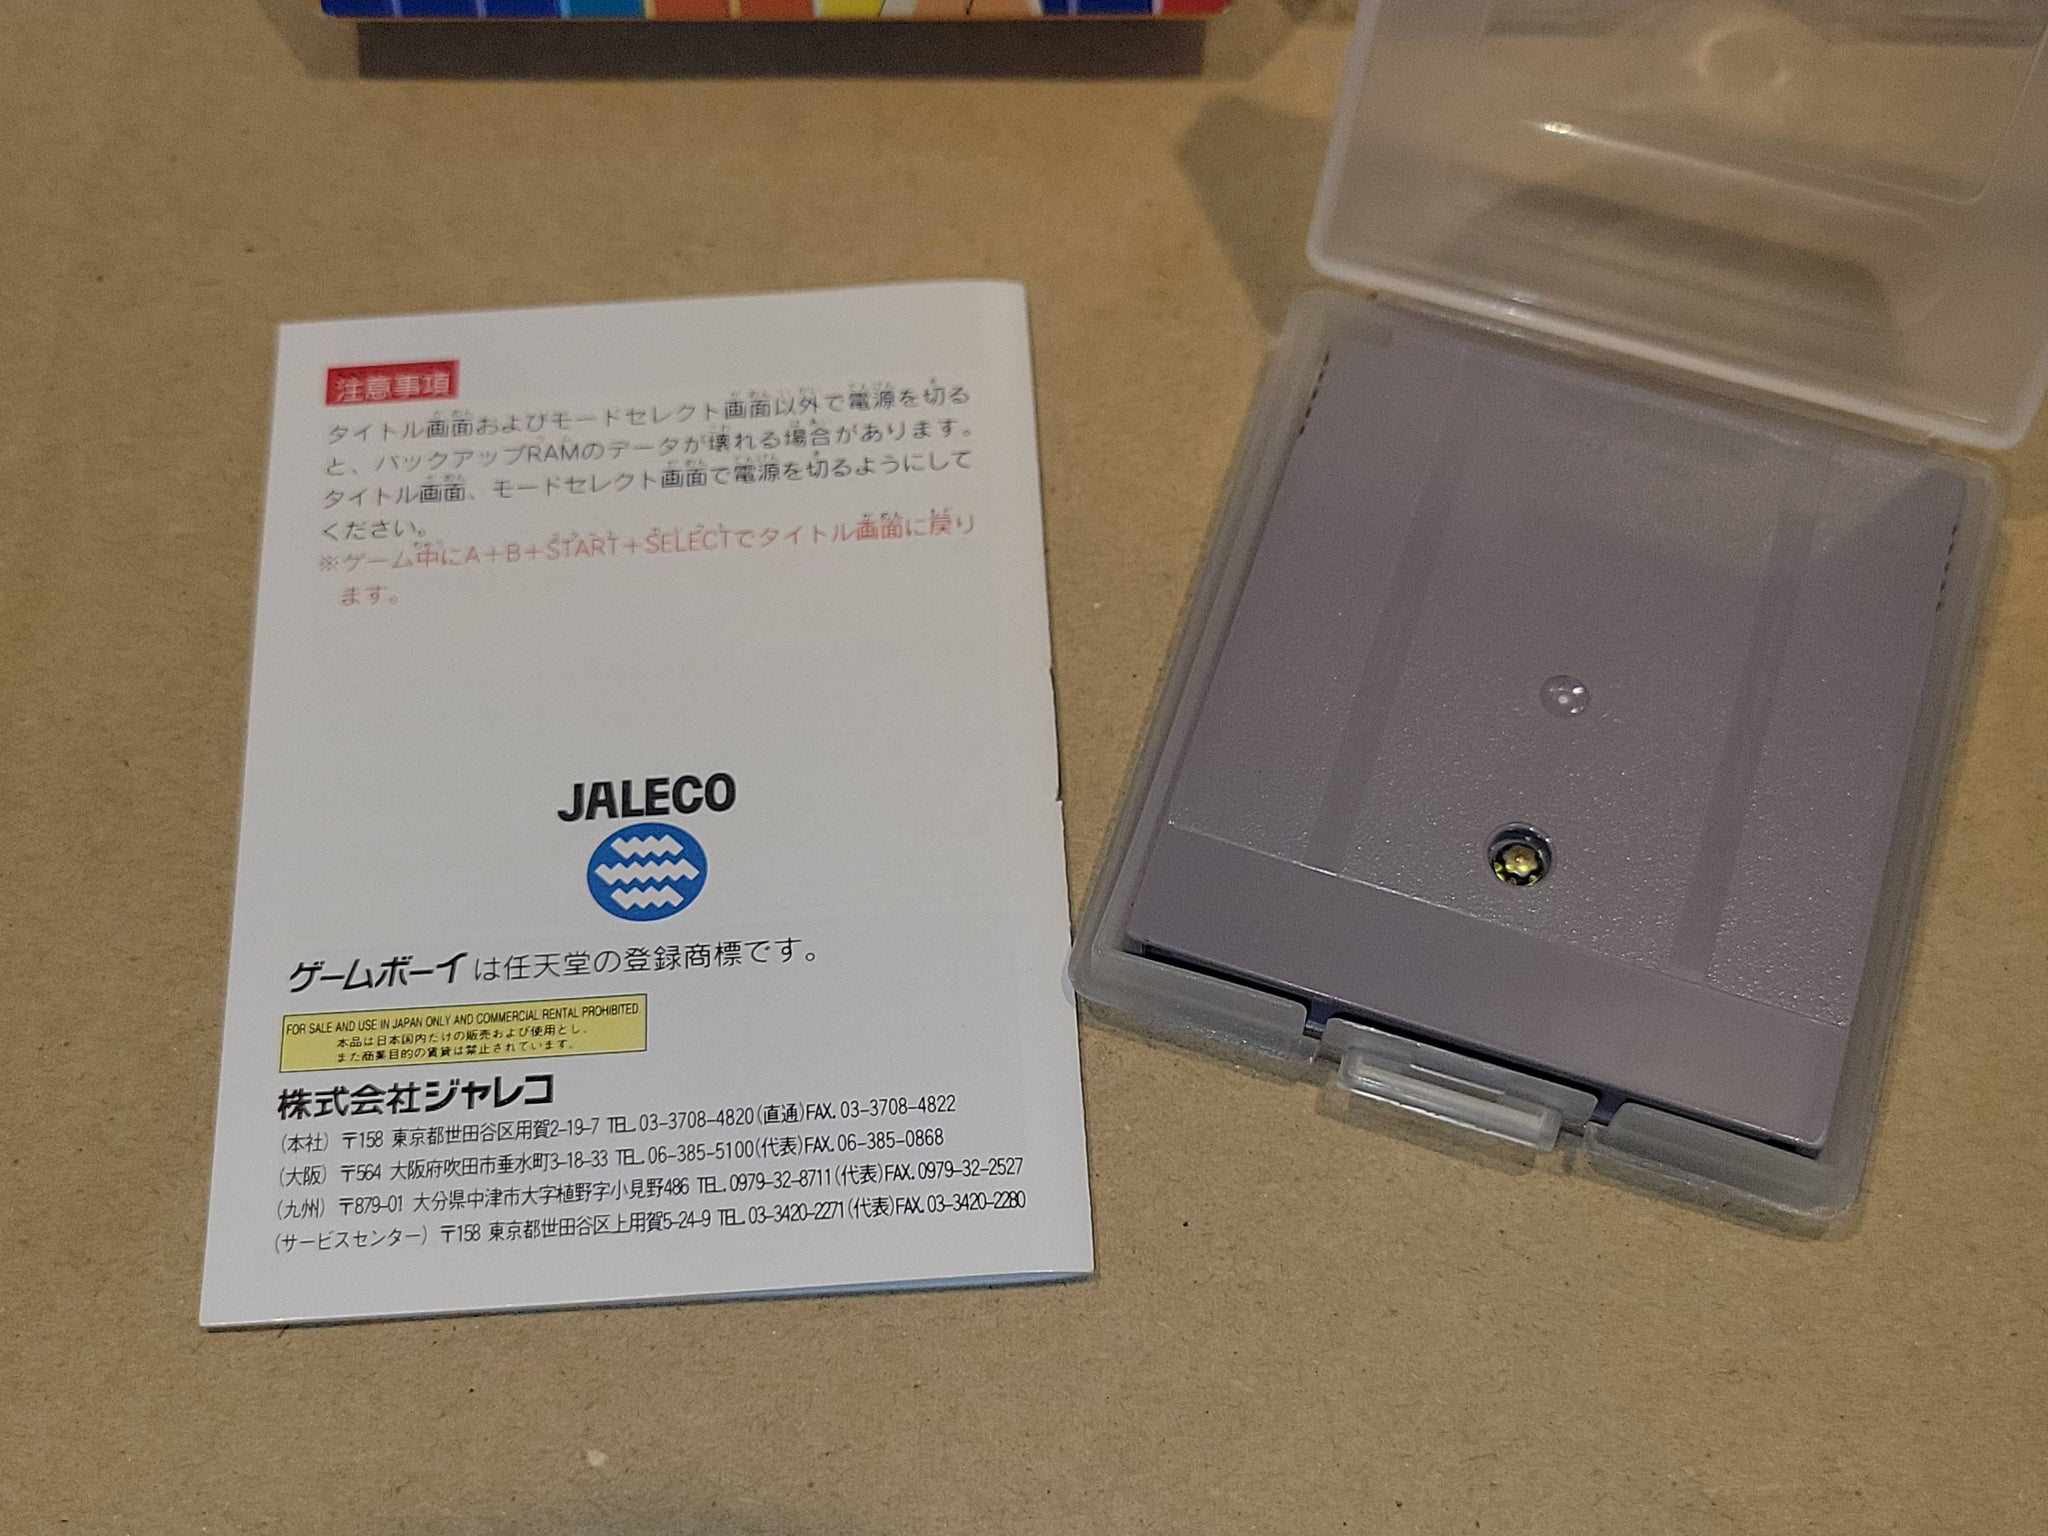 注意事項
タイトル画面およびモードセレクト画面以外で電源を切る
と、バックアップRAMのデータが壊れる場合があります。
タイトル画面、モードセレクト画面で電源を切るようにして
ください。
※ゲーム中にA+B+START+SELECTでタイトル画面に戻り
ます。
JALECO
ゲームボーイは任天堂の登録商標です。
FOR SALE AND USE IN JAPAN ONLY AND COMMERCIAL RENTAL PROHIBITED.
本品は日本国内だけの販売および使用とし、
また商業目的の賃貸は禁止されています。
株式会社ジャレコ
(本社) 〒158 東京都世田谷区用賀2-19-7 TEL.03-3708-4820(直通)FAX.03-3708-4822
(大阪) 〒564 大阪府吹田市垂水町3-18-33 TEL.06-385-5100(代表)FAX.06-385-0868
(九州) 〒879-01 大分県中津市大字植野字小見野486 TEL.0979-32-8711(代表)FAX.0979-32-2527
(サービスセンター) 〒158 東京都世田谷区上用賀5-24-9 TEL.03-3420-2271(代表)FAX.03-3420-2280